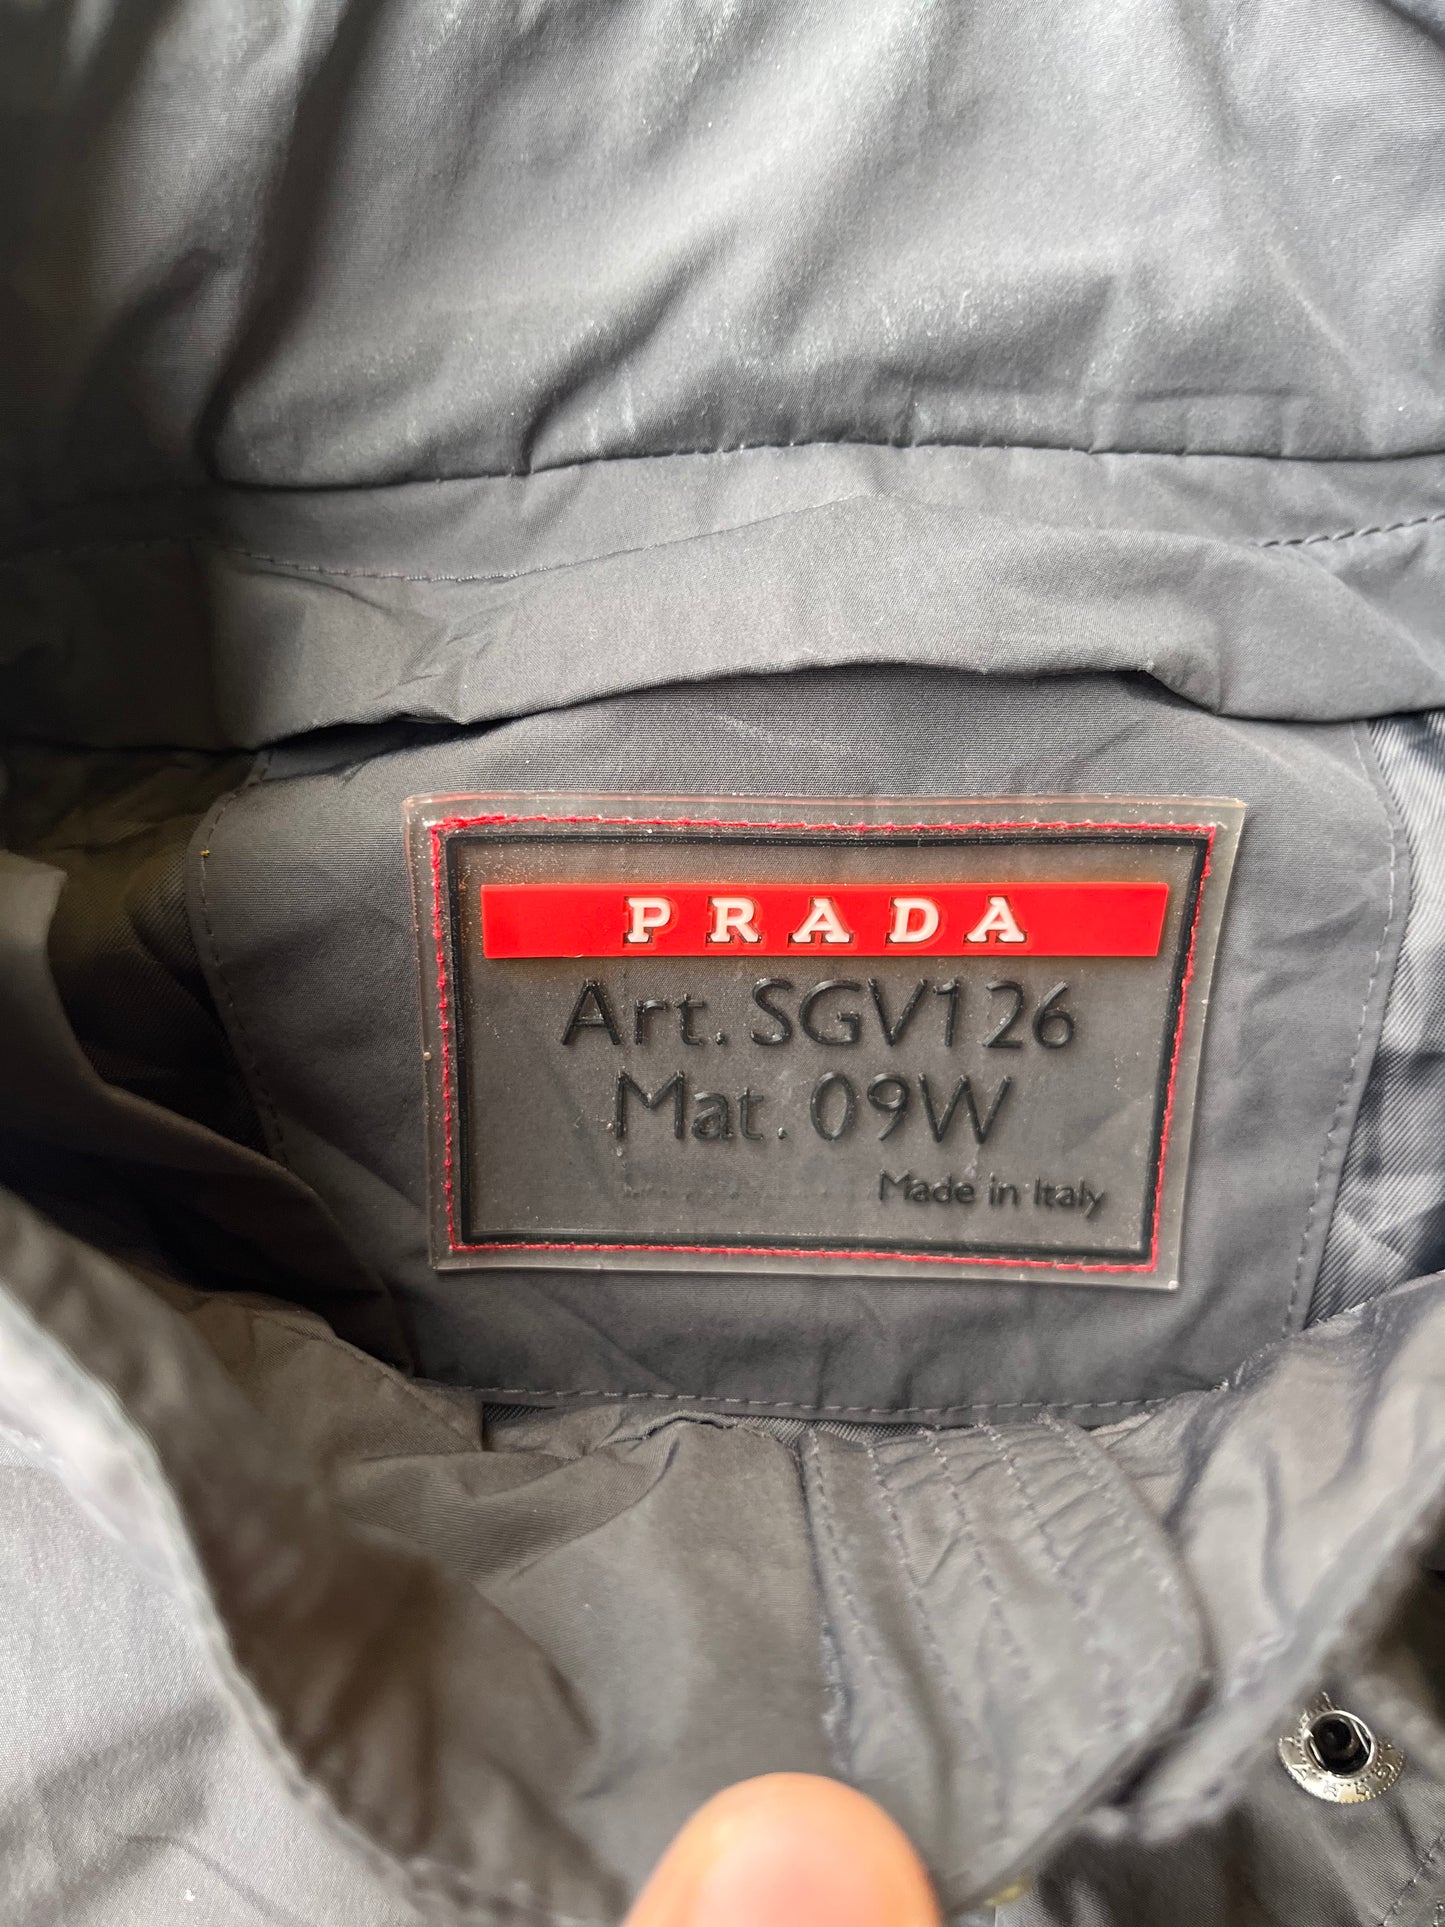 PRADA
Art. SGV126
Mat. 09W
Made in Italy